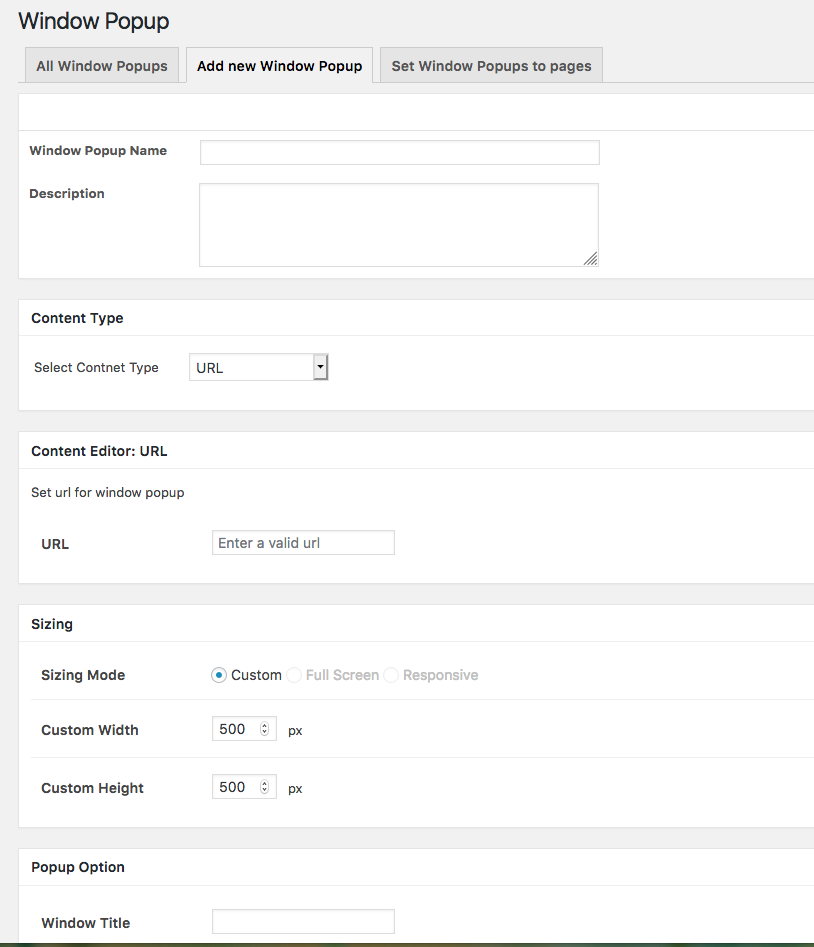 Window Popup
All Window Popups Add new Window Popup Set Window Popups to pages
Window Popup Name
Description
Content Type
Select Contnet Type URL
Content Editor: URL
Set url for window popup
URL Enter a valid url
Sizing
Sizing Mode Custom Full Screen Responsive
Custom Width 500 px
Custom Height 500 px
Popup Option
Window Title